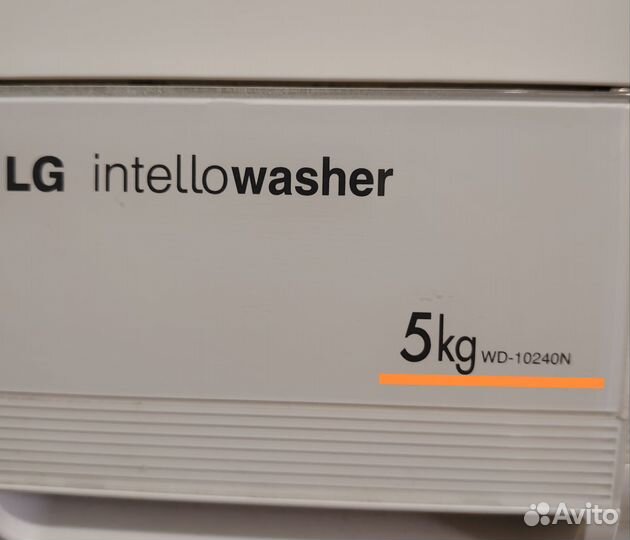 LG intellowasher
5kg WD-10240N
Avito